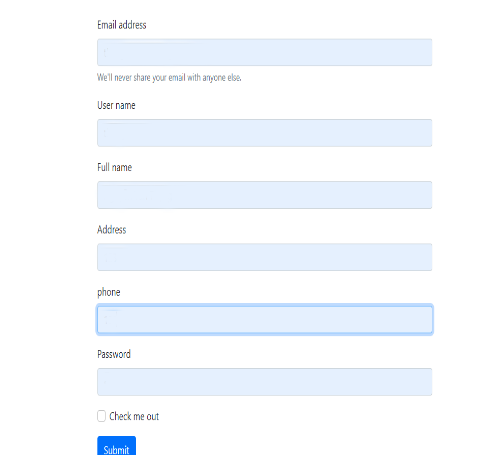 Email address
We'll never share your email with anyone else.
User name
Full name
Address
phone
Password
Check me out
Submit